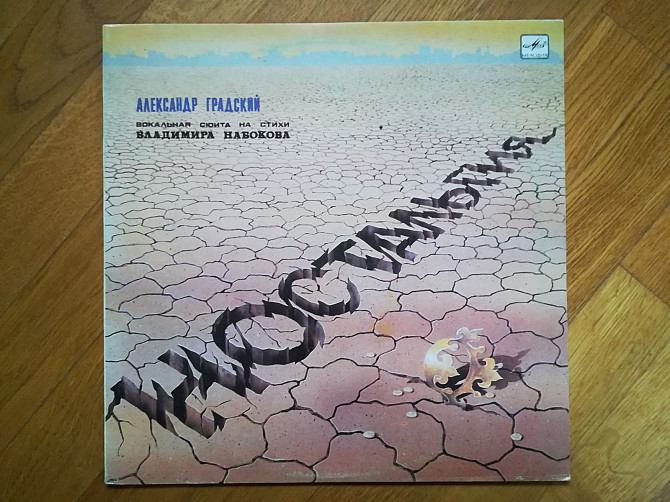 АЛЕКСАНДР ГРАДСКИЙ
ВОКАЛЬНАЯ СЮИТА НА СТИХИ
ВЛАДИМИРА НАБОКОВА
НОСТАЛЬГИЯ